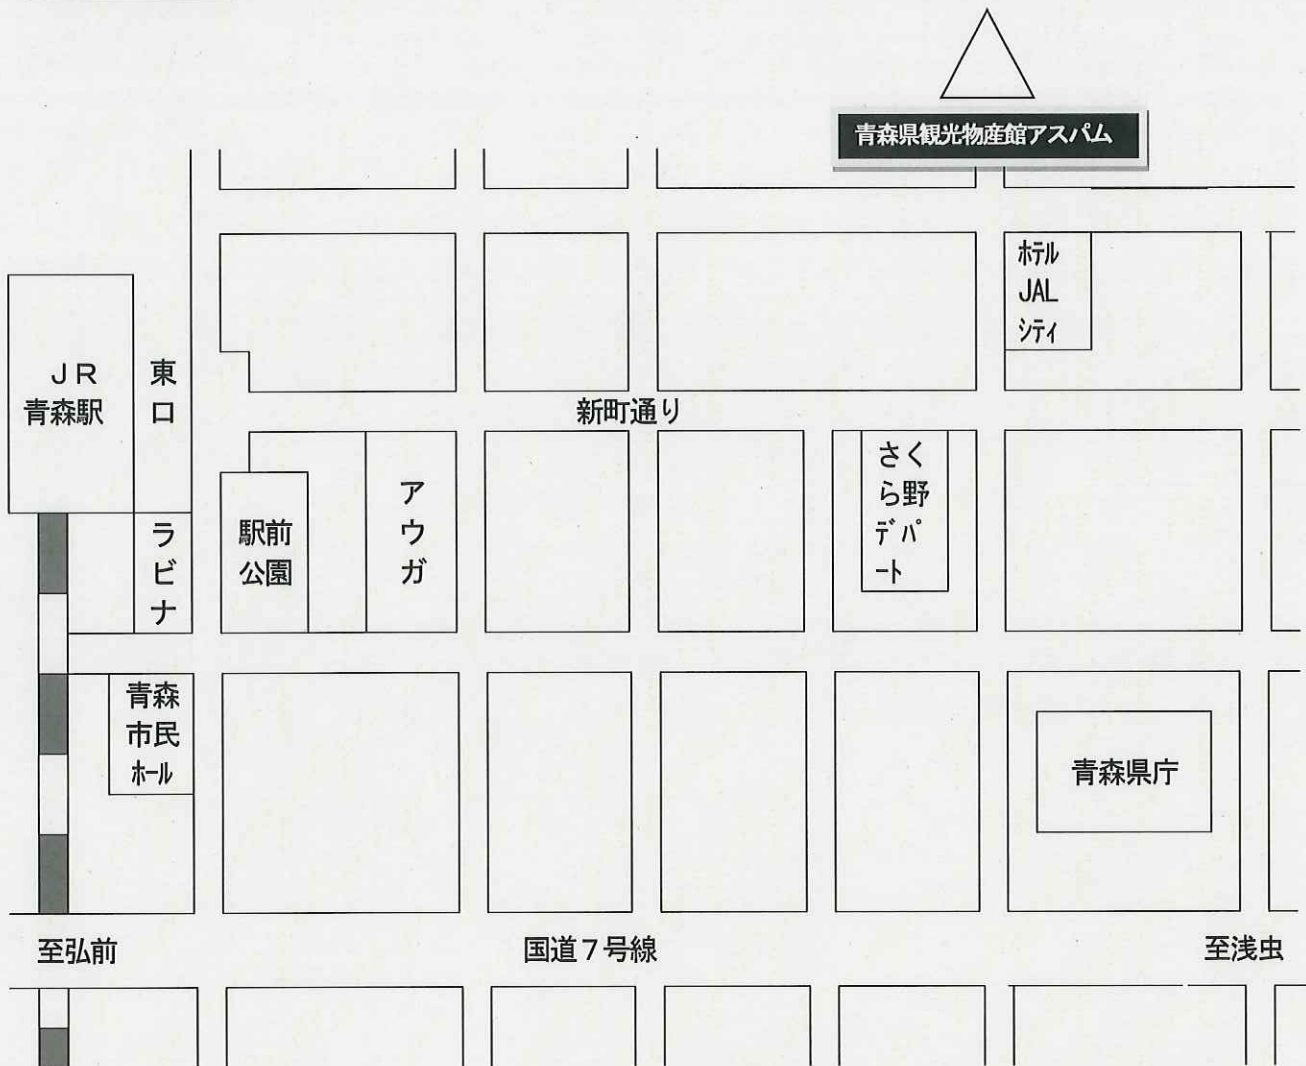 青森県観光物産館アスパム
ホテル
JAL
シティ
JR
青森駅
東口
新町通り
さく
ら野
デパ
ート
アウガ
駅前
公園
ラビナ
青森
市民
ホール
青森県庁
至弘前
国道7号線
至浅虫